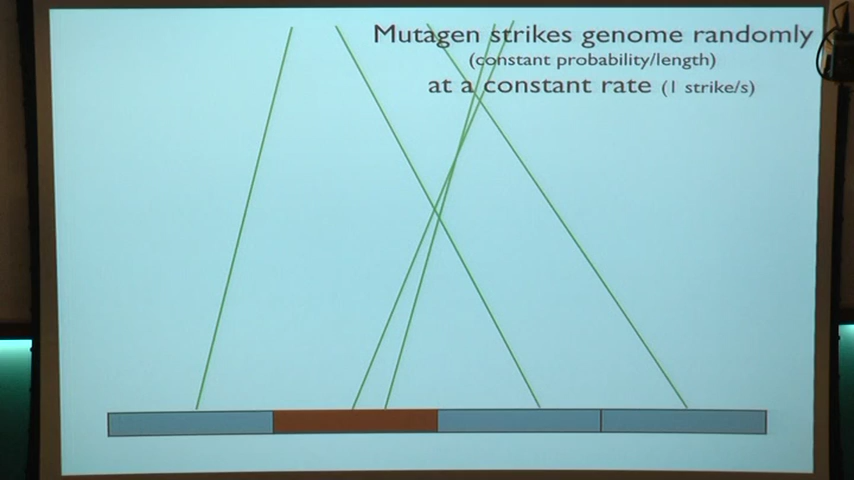 Mutagen strikes genome randomly
(constant probability/length)
at a constant rate (1 strike/s)